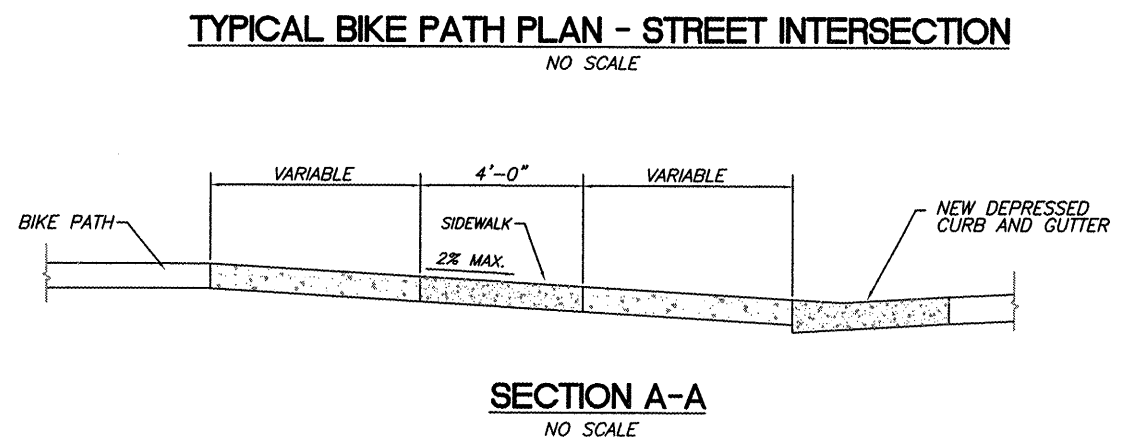 TYPICAL BIKE PATH PLAN - STREET INTERSECTION
NO SCALE
VARIABLE
4'-0"
VARIABLE
BIKE PATH
SIDEWALK
2% MAX.
NEW DEPRESSED
CURB AND GUTTER
SECTION A-A
NO SCALE